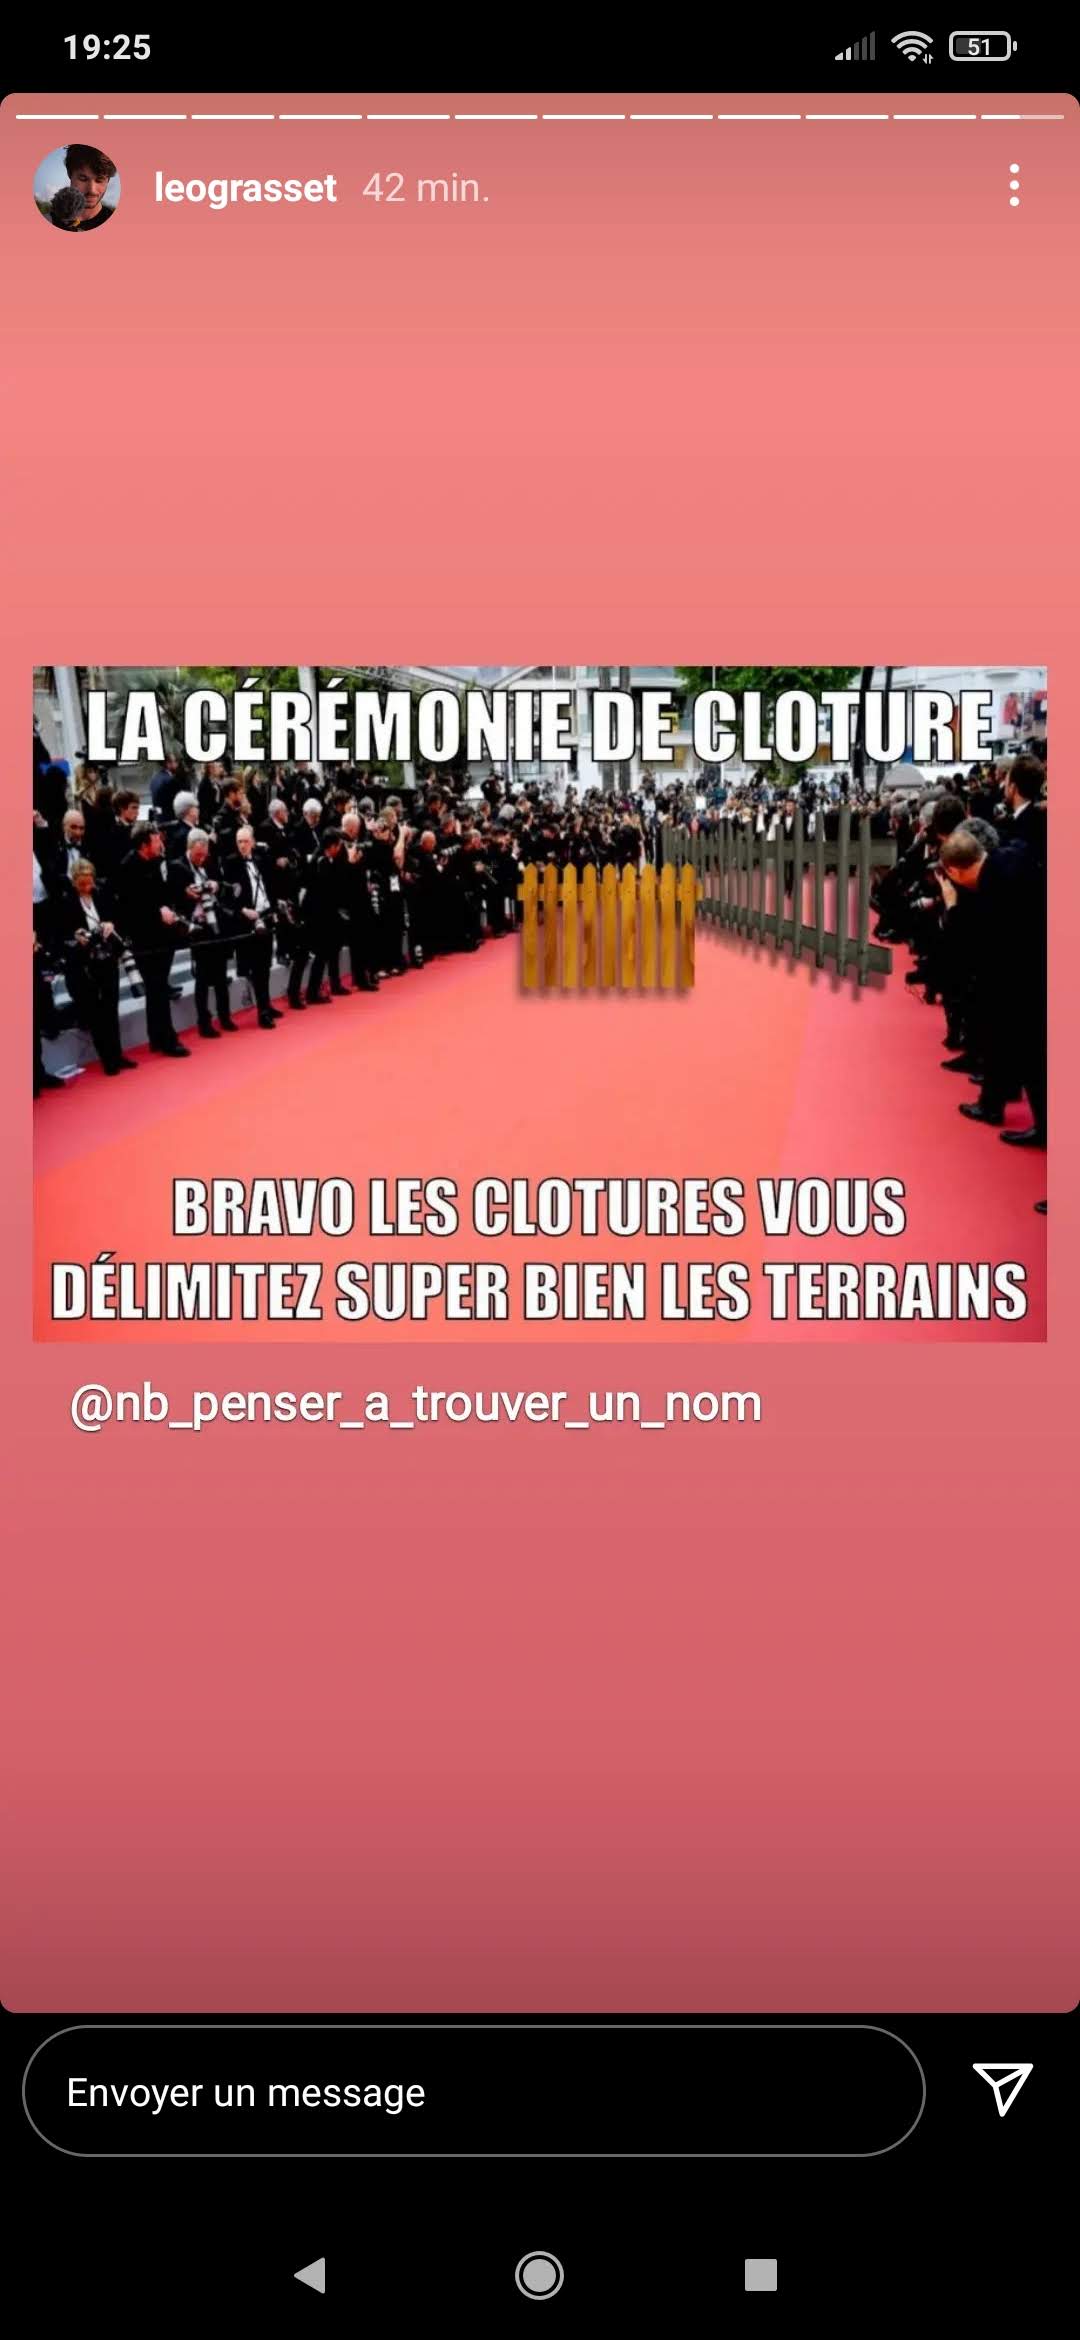 19:25
51
leograsset 42 min.
LA CÉRÉMONIE DE CLOTURE
BRAVO LES CLOTURES VOUS
DÉLIMITEZ SUPER BIEN LES TERRAINS
@nb_penser_a_trouver_un_nom
Envoyer un message